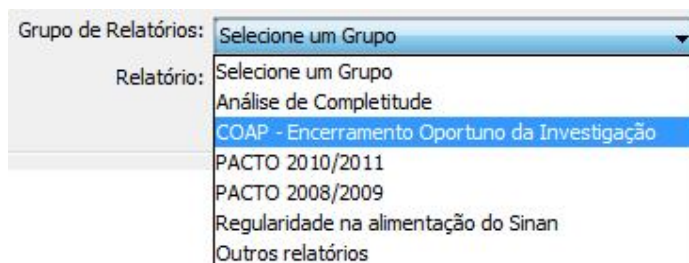 Grupo de Relatórios: Selecione um Grupo
Relatório: Selecione um Grupo
Análise de Completitude
COAP - Encerramento Oportuno da Investigação
PACTO 2010/2011
PACTO 2008/2009
Regularidade na alimentação do Sinan
Outros relatórios